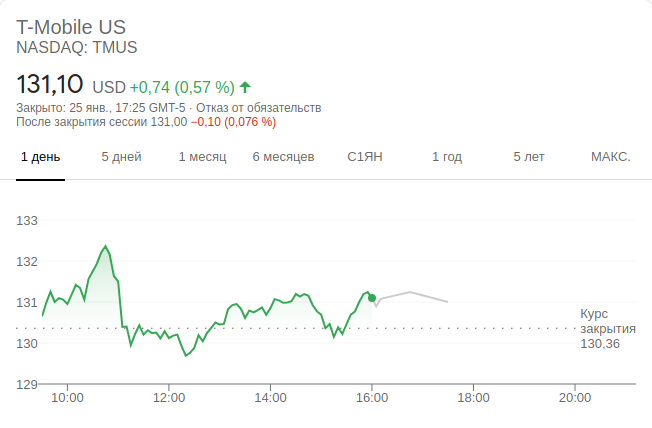 T-Mobile US
NASDAQ: TMUS
131,10 USD +0,74 (0,57 %)
Закрыто: 25 янв., 17:25 GMT-5 · Отказ от обязательств
После закрытия сессии 131,00 −0,10 (0,076 %)
1 день 5 дней 1 месяц 6 месяцев С1ЯН 1 год 5 лет МАКС.
133
132
131
Курс
закрытия
130,36
130
129
10:00 12:00 14:00 16:00 18:00 20:00